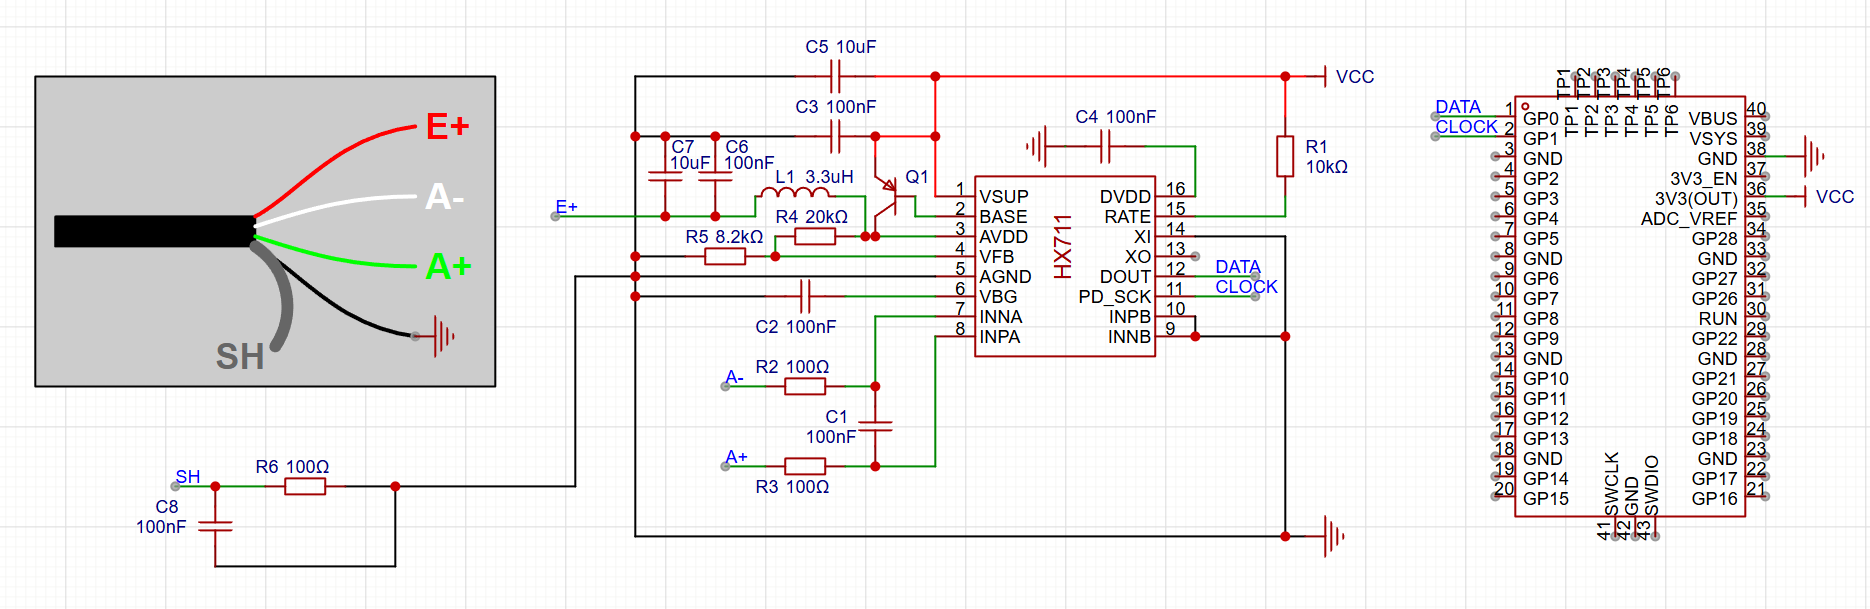 E+
A-
A+
SH
SH
R6 100Ω
C8
100nF
C5 10uF
C3 100nF
C7
10uF
C6
100nF
L1 3.3uH
Q1
E+
R4 20kΩ
R5 8.2kΩ
C2 100nF
A-
R2 100Ω
C1
100nF
A+
R3 100Ω
C4 100nF
VCC
R1
10kΩ
HX711
1 VSUP
2 BASE
3 AVDD
4 VFB
5 AGND
6 VBG
7 INNA
8 INPA
DVDD 16
RATE 15
XI 14
XO 13
DOUT 12
PD_SCK 11
INPB 10
INNB 9
DATA
CLOCK
DATA
CLOCK
TP1 TP2 TP3 TP4 TP5 TP6
TP1 TP2 TP3 TP4 TP5 TP6
1 GP0
2 GP1
3 GND
4 GP2
5 GP3
6 GP4
7 GP5
8 GND
9 GP6
10 GP7
11 GP8
12 GP9
13 GND
14 GP10
15 GP11
16 GP12
17 GP13
18 GND
19 GP14
20 GP15
VBUS 40
VSYS 39
GND 38
3V3_EN 37
3V3(OUT) 36
ADC_VREF 35
GP28 34
GND 33
GP27 32
GP26 31
RUN 30
GP22 29
GND 28
GP21 27
GP20 26
GP19 25
GP18 24
GND 23
GP17 22
GP16 21
VCC
SWCLK GND SWDIO
41 42 43